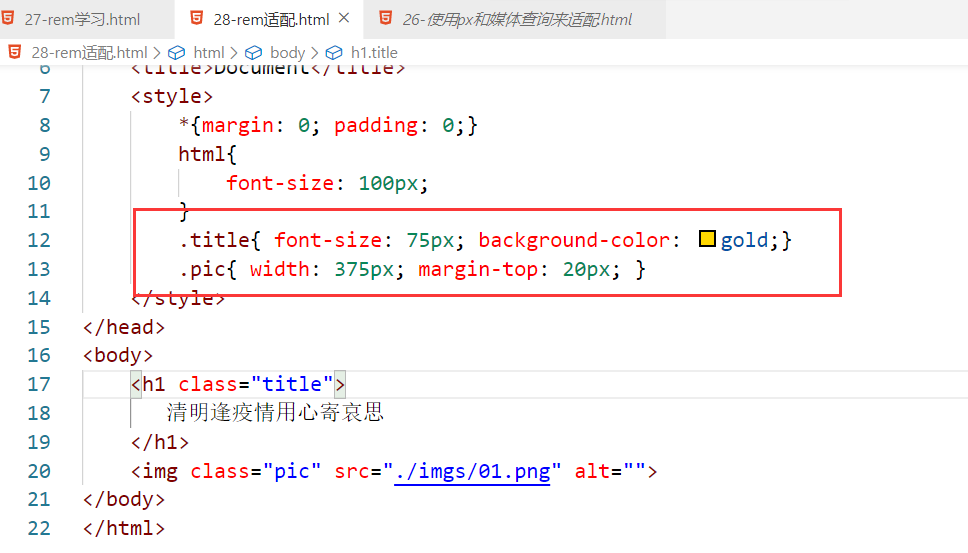 27-rem学习.html 28-rem适配.html 26-使用px和媒体查询来适配.html
28-rem适配.html > html > body > h1.title
6 <title>Document</title>
7 <style>
8 *{margin: 0; padding: 0;}
9 html{
10 font-size: 100px;
11 }
12 .title{ font-size: 75px; background-color: gold;}
13 .pic{ width: 375px; margin-top: 20px; }
14 </style>
15 </head>
16 <body>
17 <h1 class="title">
18 清明逢疫情用心寄哀思
19 </h1>
20 <img class="pic" src="./imgs/01.png" alt="">
21 </body>
22 </html>